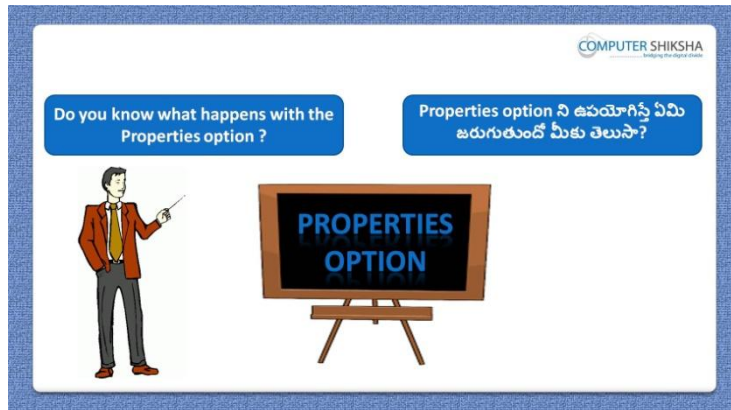 COMPUTER SHIKSHA
bridging the digital divide
Do you know what happens with the
Properties option ?
Properties option ని ఉపయోగిస్తే ఏమి
జరుగుతుందో మీకు తెలుసా?
PROPERTIES
OPTION